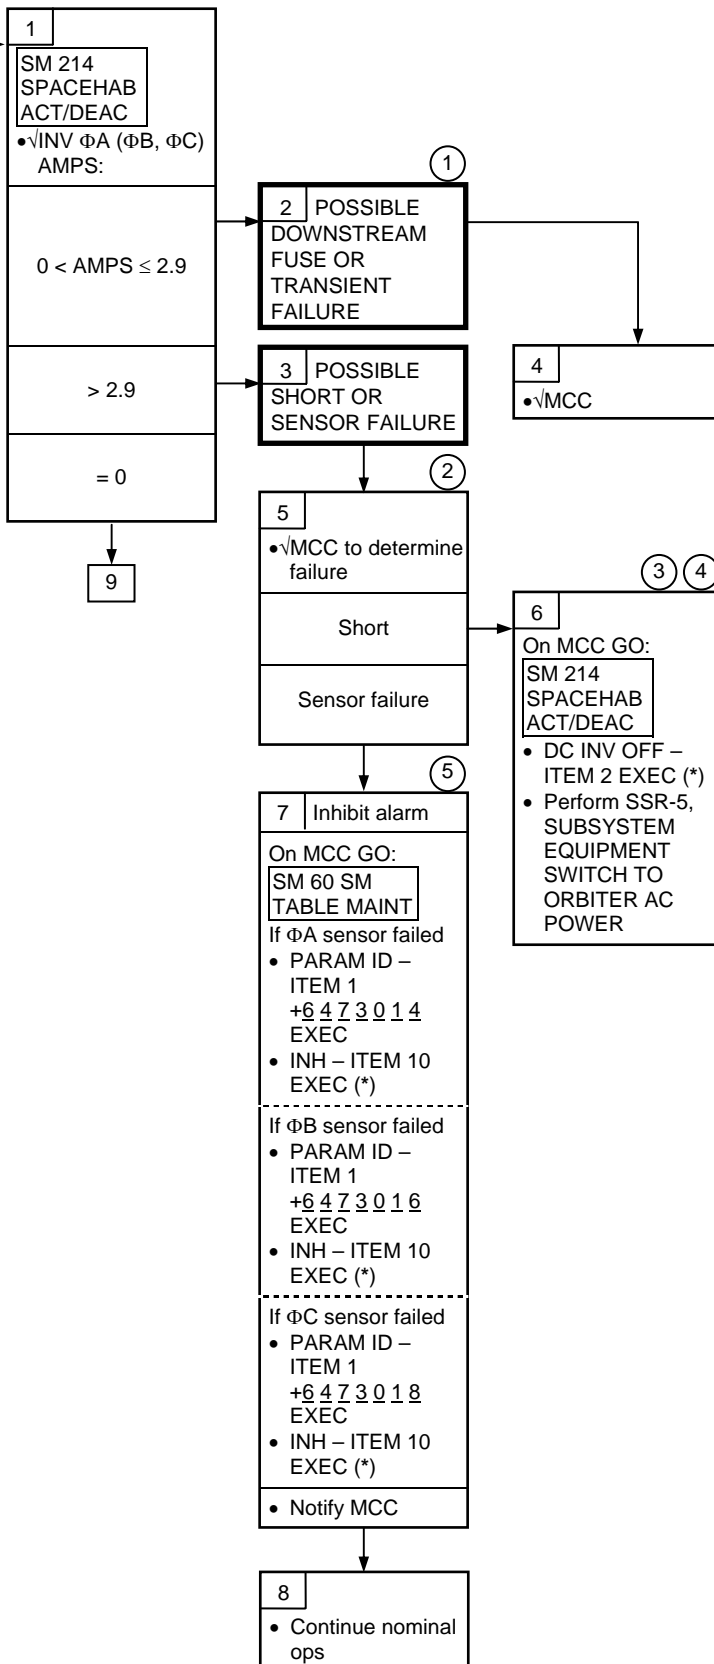 1
SM 214
SPACEHAB
ACT/DEAC
•√INV ΦA (ΦB, ΦC)
AMPS:
0 < AMPS ≤ 2.9
> 2.9
= 0
9
1
2 POSSIBLE
DOWNSTREAM
FUSE OR
TRANSIENT
FAILURE
3 POSSIBLE
SHORT OR
SENSOR FAILURE
4
•√MCC
2
5
•√MCC to determine
failure
Short
Sensor failure
3 4
6
On MCC GO:
SM 214
SPACEHAB
ACT/DEAC
• DC INV OFF –
ITEM 2 EXEC (*)
• Perform SSR-5,
SUBSYSTEM
EQUIPMENT
SWITCH TO
ORBITER AC
POWER
5
7 Inhibit alarm
On MCC GO:
SM 60 SM
TABLE MAINT
If ΦA sensor failed
• PARAM ID –
ITEM 1
+6 4 7 3 0 1 4
EXEC
• INH – ITEM 10
EXEC (*)
If ΦB sensor failed
• PARAM ID –
ITEM 1
+6 4 7 3 0 1 6
EXEC
• INH – ITEM 10
EXEC (*)
If ΦC sensor failed
• PARAM ID –
ITEM 1
+6 4 7 3 0 1 8
EXEC
• INH – ITEM 10
EXEC (*)
• Notify MCC
8
• Continue nominal
ops